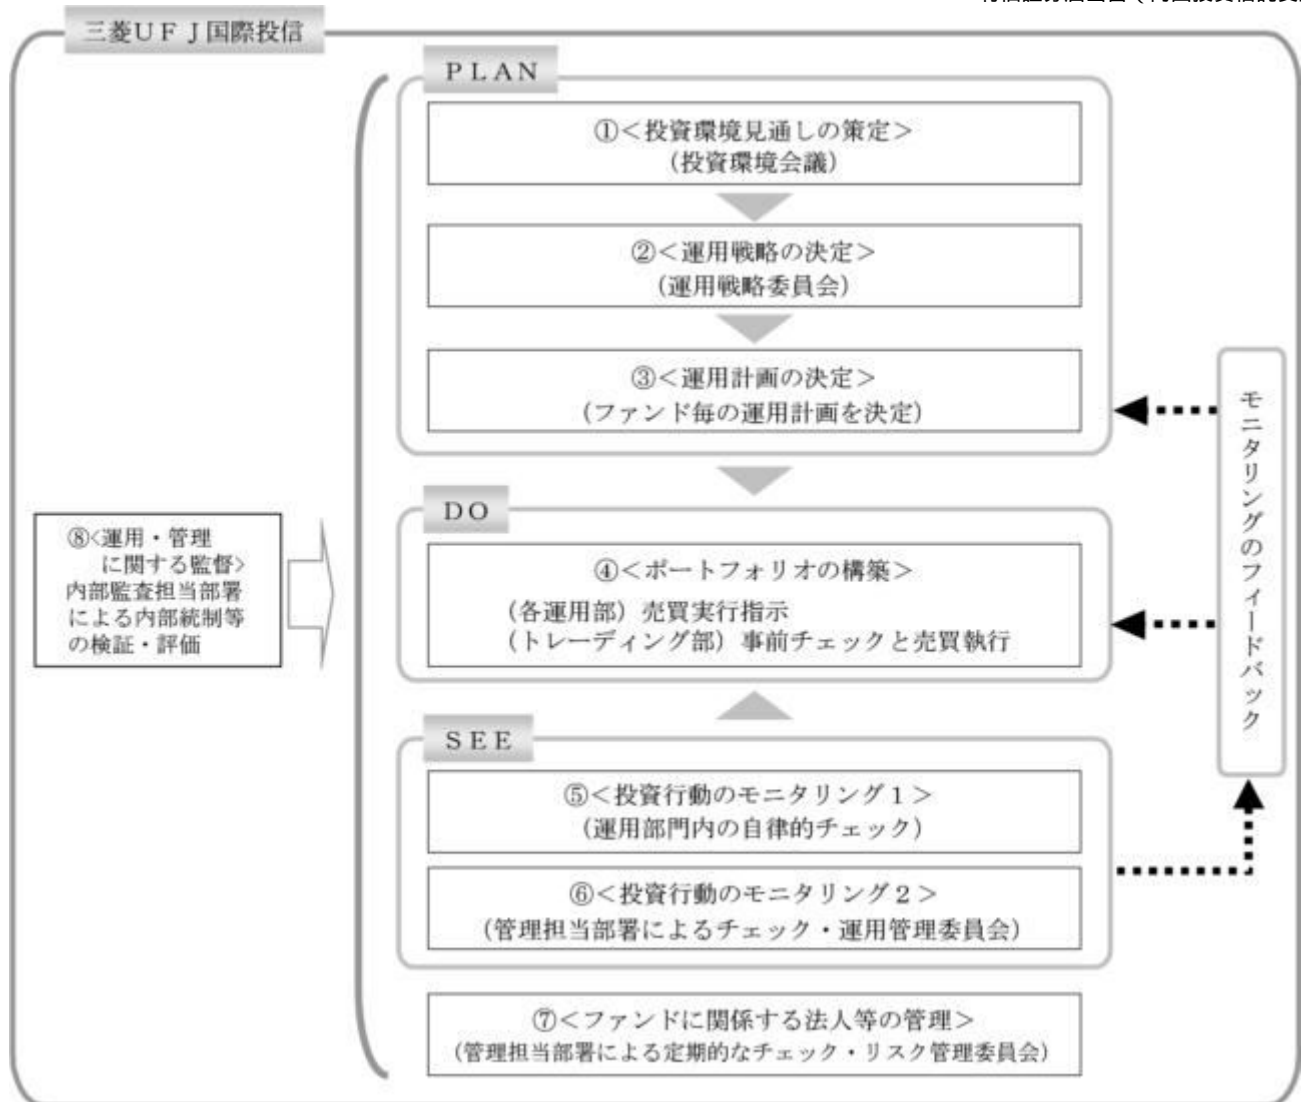 三菱ＵＦＪ国際投信
ＰＬＡＮ
①＜投資環境見通しの策定＞
（投資環境会議）
②＜運用戦略の決定＞
（運用戦略委員会）
③＜運用計画の決定＞
（ファンド毎の運用計画を決定）
ＤＯ
④＜ポートフォリオの構築＞
（各運用部）売買実行指示
（トレーディング部）事前チェックと売買執行
ＳＥＥ
⑤＜投資行動のモニタリング１＞
（運用部門内の自律的チェック）
⑥＜投資行動のモニタリング２＞
（管理担当部署によるチェック・運用管理委員会）
⑦＜ファンドに関係する法人等の管理＞
（管理担当部署による定期的なチェック・リスク管理委員会）
⑧<運用・管理
に関する監督>
内部監査担当部署
による内部統制等
の検証・評価
モニタリングのフィードバック